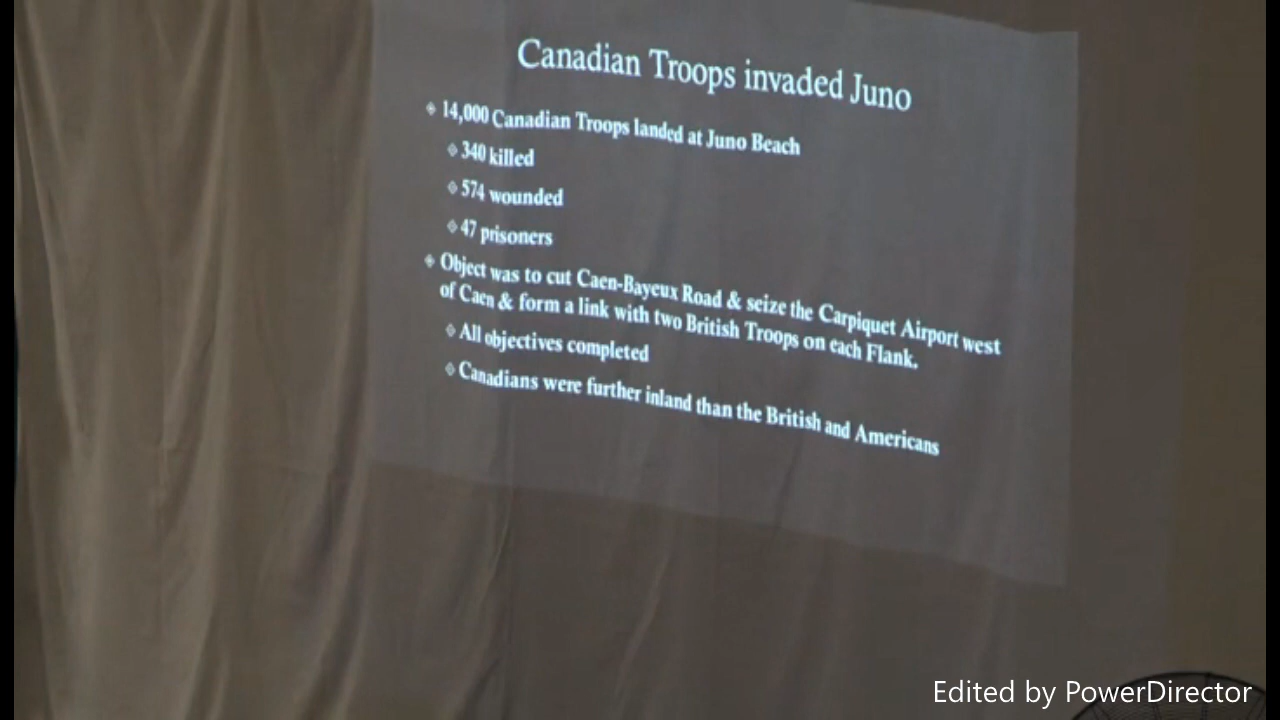 Canadian Troops invaded Juno
14,000 Canadian Troops landed at Juno Beach
340 killed
574 wounded
47 prisoners
Object was to cut Caen-Bayeux Road & seize the Carpiquet Airport west
of Caen & form a link with two British Troops on each Flank.
All objectives completed
Canadians were further inland than the British and Americans
Edited by PowerDirector